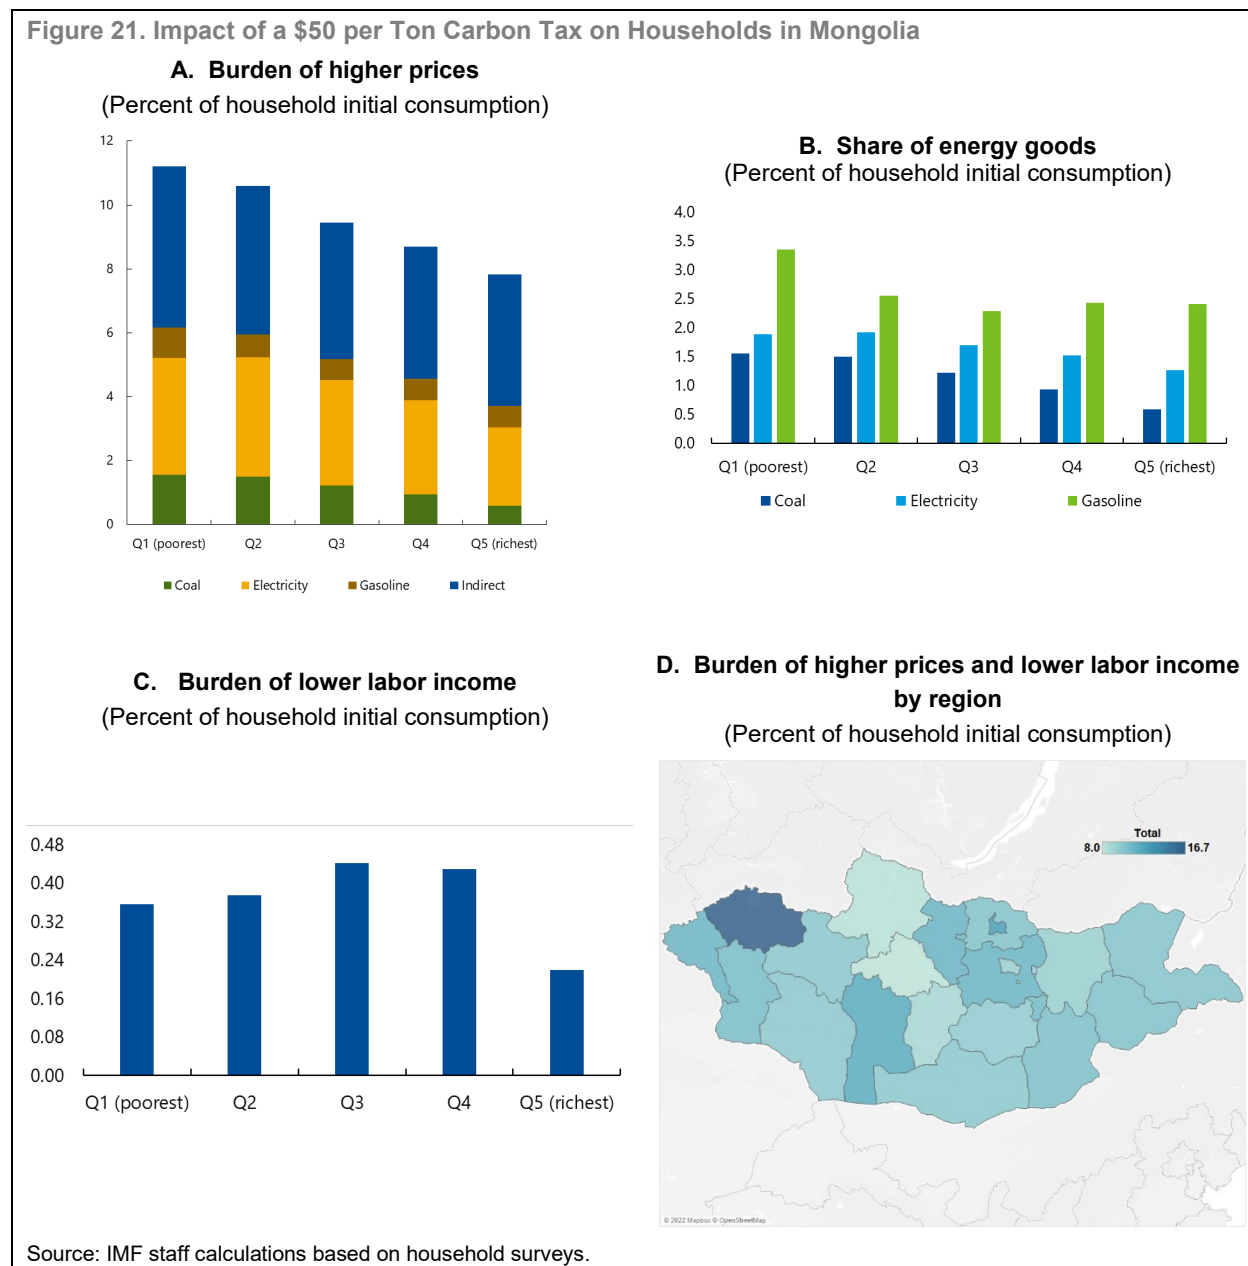 Figure 21. Impact of a $50 per Ton Carbon Tax on Households in Mongolia
A. Burden of higher prices
(Percent of household initial consumption)
12
10
8
6
4
2
0
Q1 (poorest) Q2 Q3 Q4 Q5 (richest)
Coal Electricity Gasoline Indirect
B. Share of energy goods
(Percent of household initial consumption)
4.0
3.5
3.0
2.5
2.0
1.5
1.0
0.5
0.0
Q1 (poorest) Q2 Q3 Q4 Q5 (richest)
Coal Electricity Gasoline
C. Burden of lower labor income
(Percent of household initial consumption)
0.48
0.40
0.32
0.24
0.16
0.08
0.00
Q1 (poorest) Q2 Q3 Q4 Q5 (richest)
D. Burden of higher prices and lower labor income
by region
(Percent of household initial consumption)
Total
8.0 16.7
© 2022 Mapbox © OpenStreetMap
Source: IMF staff calculations based on household surveys.